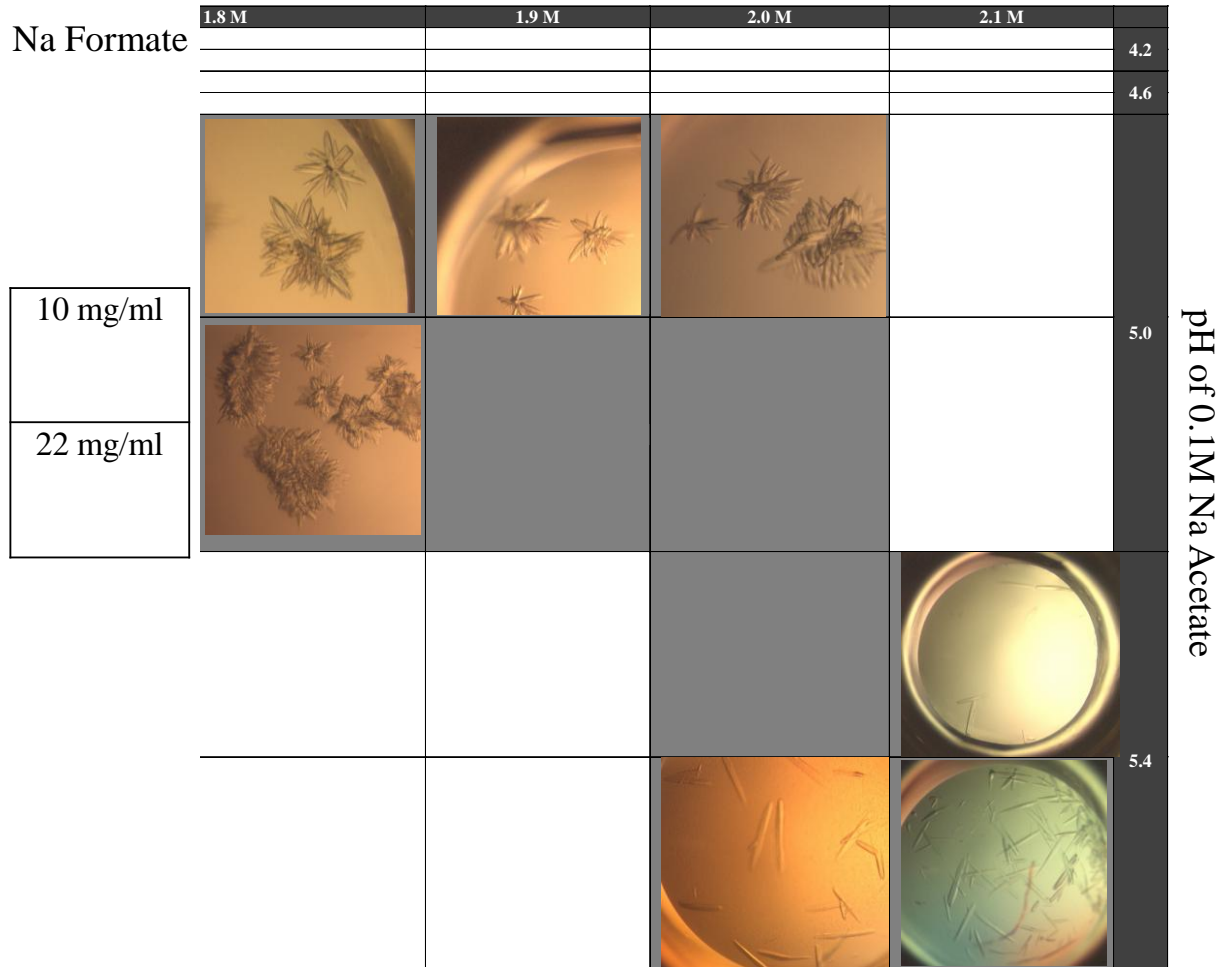 Na Formate
1.8 M
1.9 M
2.0 M
2.1 M
4.2
4.6
10 mg/ml
22 mg/ml
5.0
5.4
pH of 0.1M Na Acetate